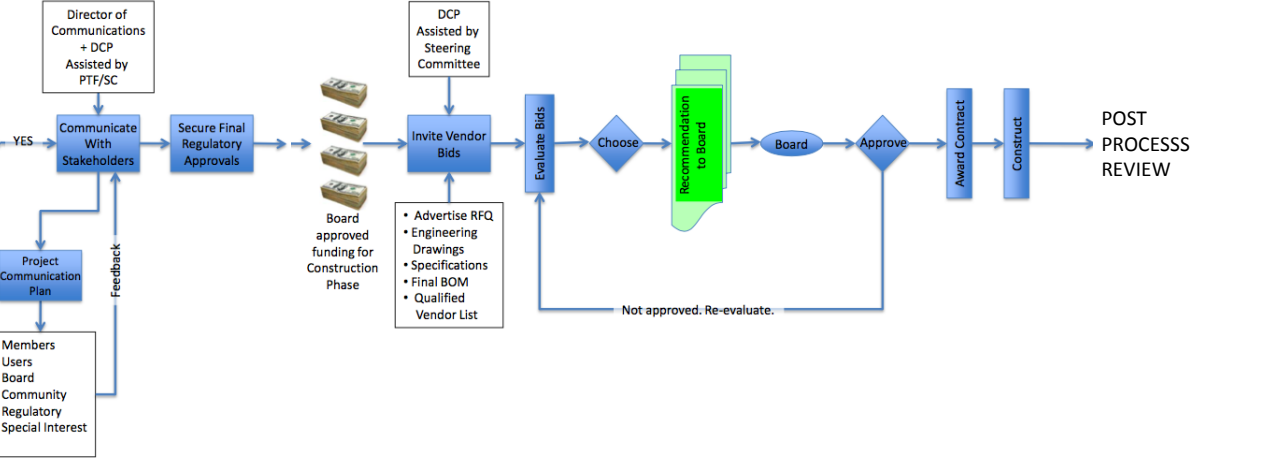 Director of
Communications
+ DCP
Assisted by
PTF/SC
YES
Communicate
With
Stakeholders
Secure Final
Regulatory
Approvals
Project
Communication
Plan
Feedback
Members
Users
Board
Community
Regulatory
Special Interest
Board
approved
funding for
Construction
Phase
DCP
Assisted by
Steering
Committee
Invite Vendor
Bids
• Advertise RFQ
• Engineering
Drawings
• Specifications
• Final BOM
• Qualified
Vendor List
Evaluate Bids
Choose
Recommendation
to Board
Board
Approve
Not approved. Re-evaluate.
Award Contract
Construct
POST
PROCESSS
REVIEW